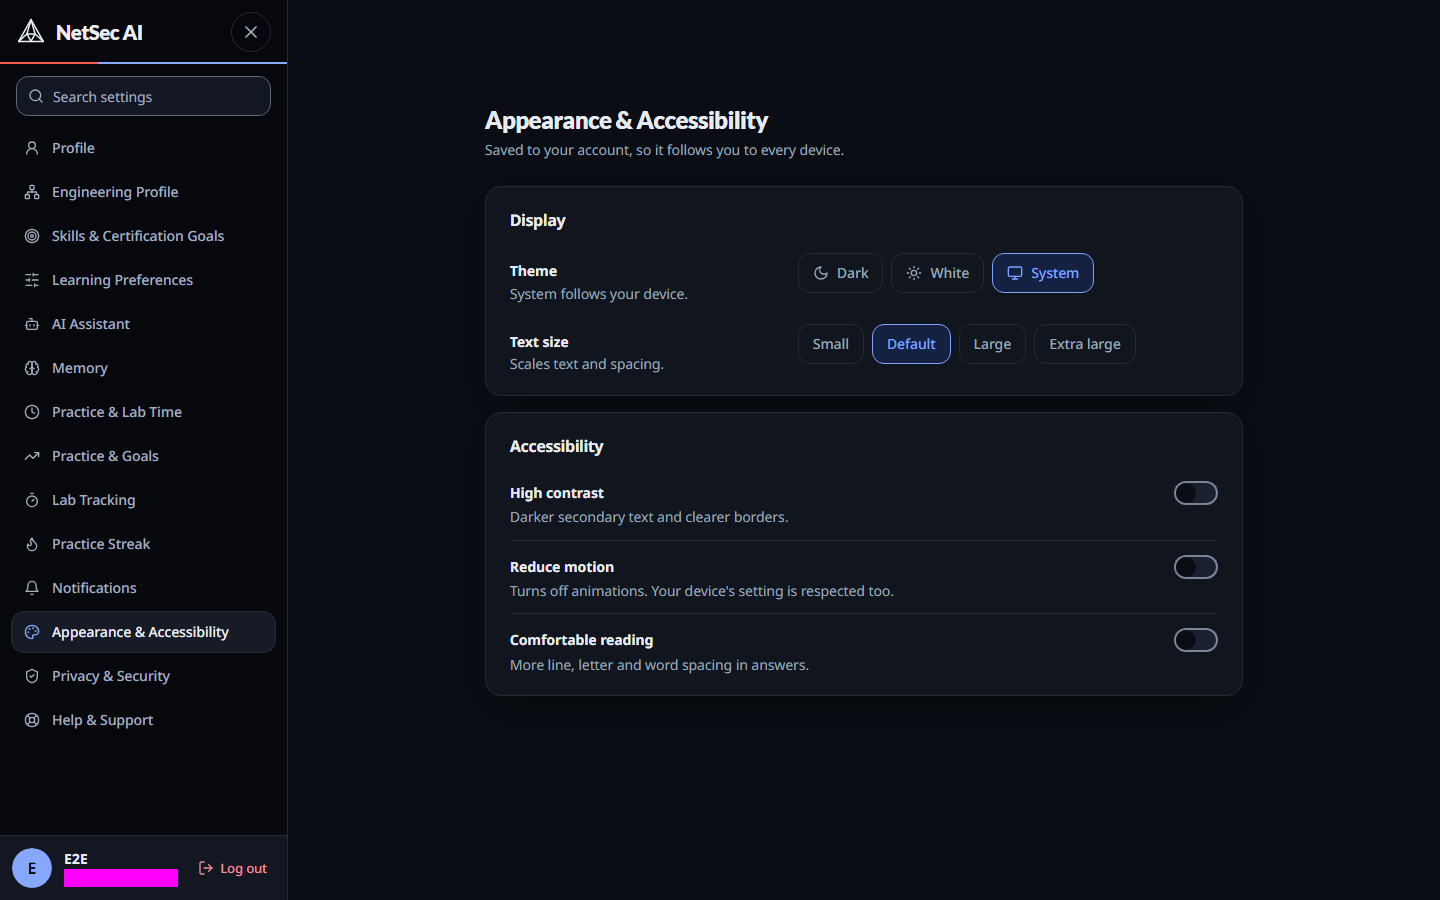 NetSec AI
Search settings
Profile
Engineering Profile
Skills & Certification Goals
Learning Preferences
AI Assistant
Memory
Practice & Lab Time
Practice & Goals
Lab Tracking
Practice Streak
Notifications
Appearance & Accessibility
Privacy & Security
Help & Support
E
E2E
Log out
Appearance & Accessibility
Saved to your account, so it follows you to every device.
Display
Theme
System follows your device.
Dark
White
System
Text size
Scales text and spacing.
Small
Default
Large
Extra large
Accessibility
High contrast
Darker secondary text and clearer borders.
Reduce motion
Turns off animations. Your device's setting is respected too.
Comfortable reading
More line, letter and word spacing in answers.